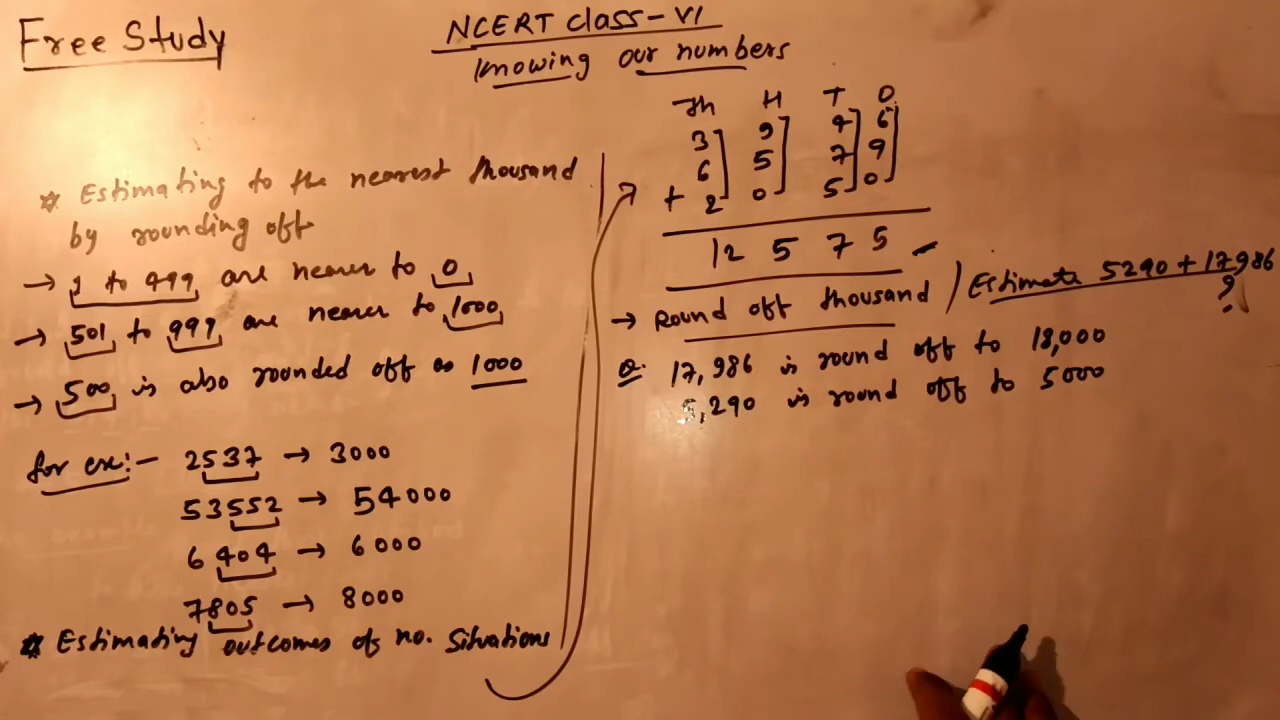 Free Study
NCERT Class-VI
Knowing our numbers
* Estimating to the nearest thousand
by rounding off
→ 1 to 499 are nearer to 0
→ 501 to 999 are nearer to 1000
→ 500 is also rounded off as 1000
for ex:- 2537 → 3000
53552 → 54000
6404 → 6000
7805 → 8000
* Estimating outcomes of no. Situations
Th H T O
3 9 4 6
6 5 7 9
+ 2 0 5 0
12 5 7 5
→ Round off thousand / Estimate 5290 + 17986
?
Q. 17,986 is round off to 18,000
5,290 is round off to 5000